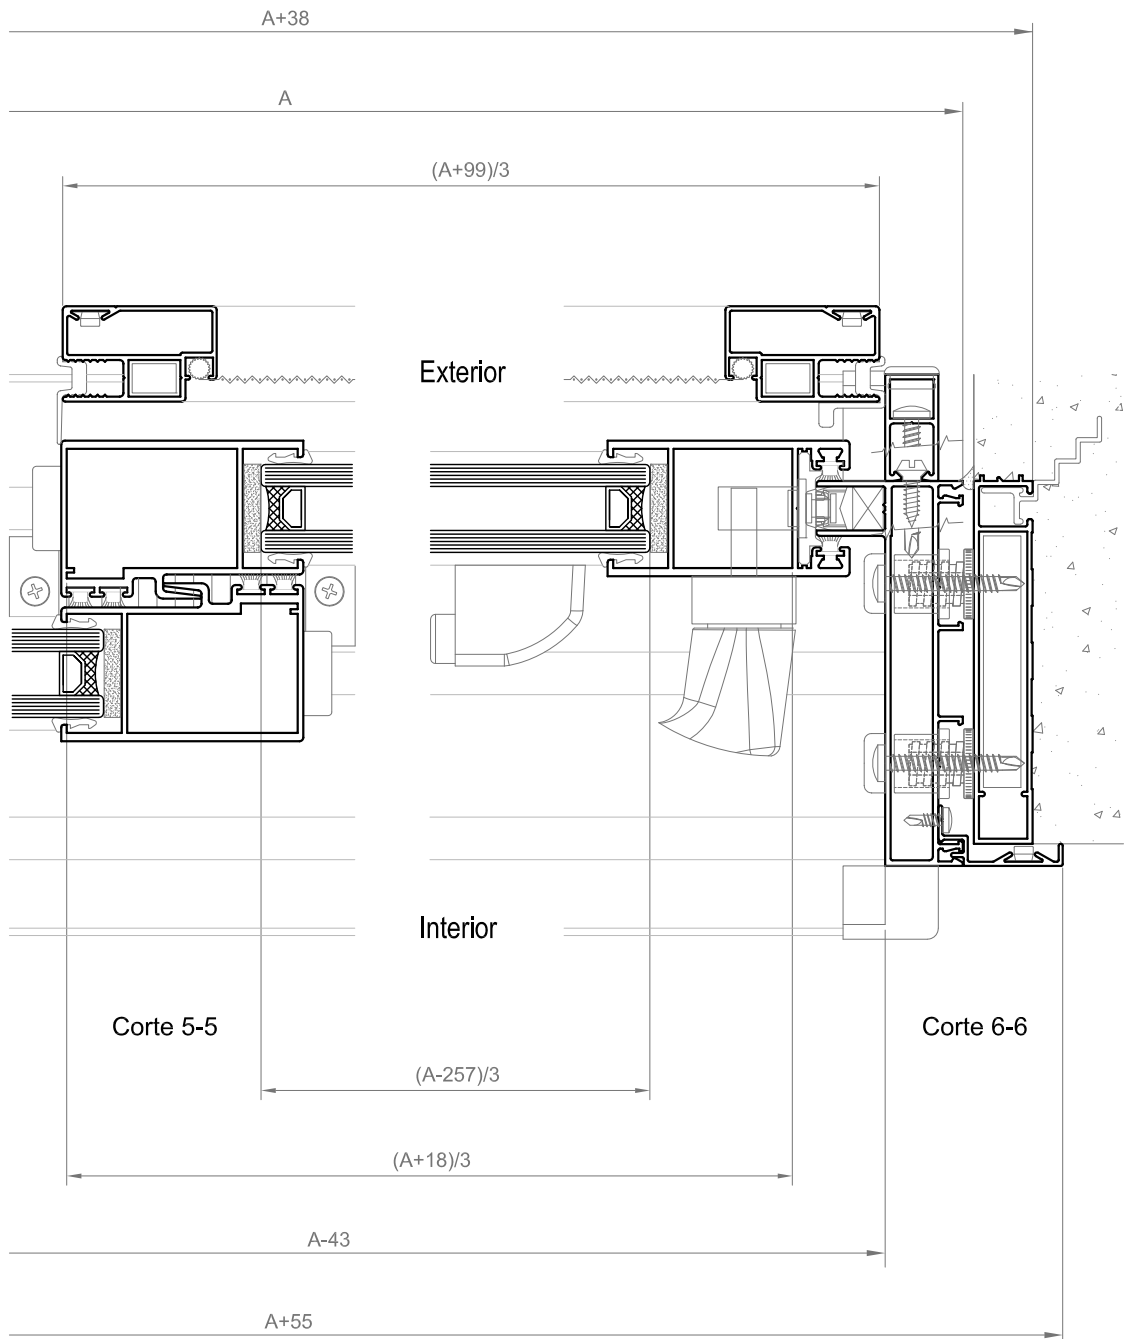 A+38
A
(A+99)/3
Exterior
Interior
Corte 5-5
Corte 6-6
(A-257)/3
(A+18)/3
A-43
A+55